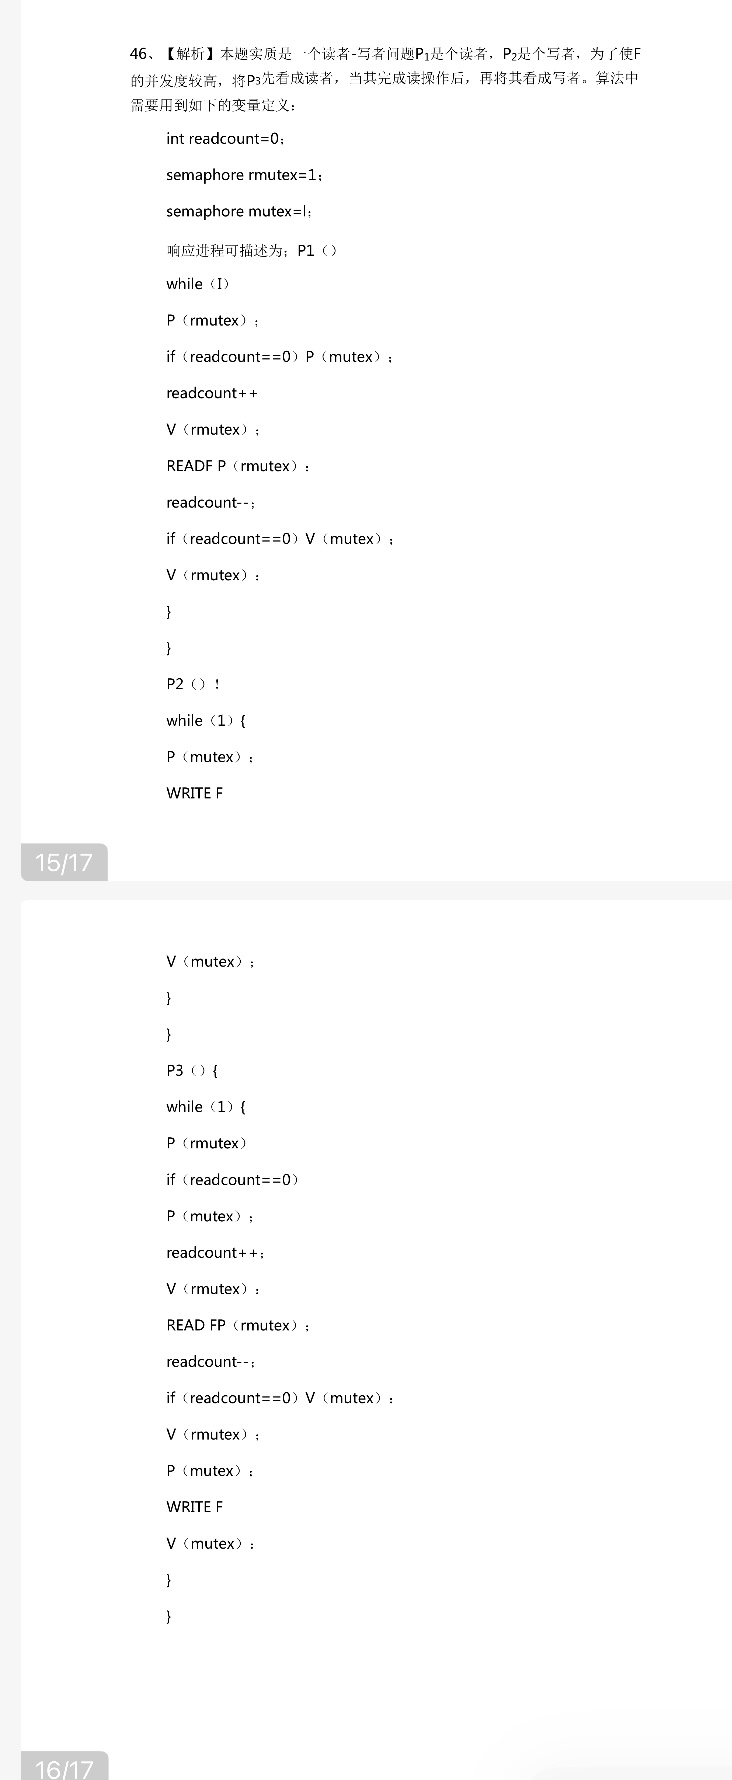 46、【解析】本题实质是一个读者-写者问题P1是个读者，P2是个写者，为了使F
的并发度较高，将P3先看成读者，当其完成读操作后，再将其看成写者。算法中
需要用到如下的变量定义：
int readcount=0；
semaphore rmutex=1；
semaphore mutex=l；
响应进程可描述为；P1（）
while（I）
P（rmutex）；
if（readcount==0）P（mutex）；
readcount++
V（rmutex）；
READF P（rmutex）：
readcount--；
if（readcount==0）V（mutex）；
V（rmutex）：
}
}
P2（）！
while（1）{
P（mutex）：
WRITE F
15/17
V（mutex）；
}
}
P3（）{
while（1）{
P（rmutex）
if（readcount==0）
P（mutex）；
readcount++；
V（rmutex）：
READ FP（rmutex）；
readcount--；
if（readcount==0）V（mutex）：
V（rmutex）；
P（mutex）：
WRITE F
V（mutex）：
}
}
16/17